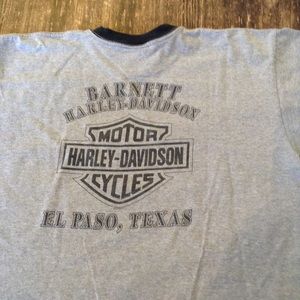 BARNETT
HARLEY-DAVIDSON
MOTOR
HARLEY-DAVIDSON
CYCLES
EL PASO, TEXAS